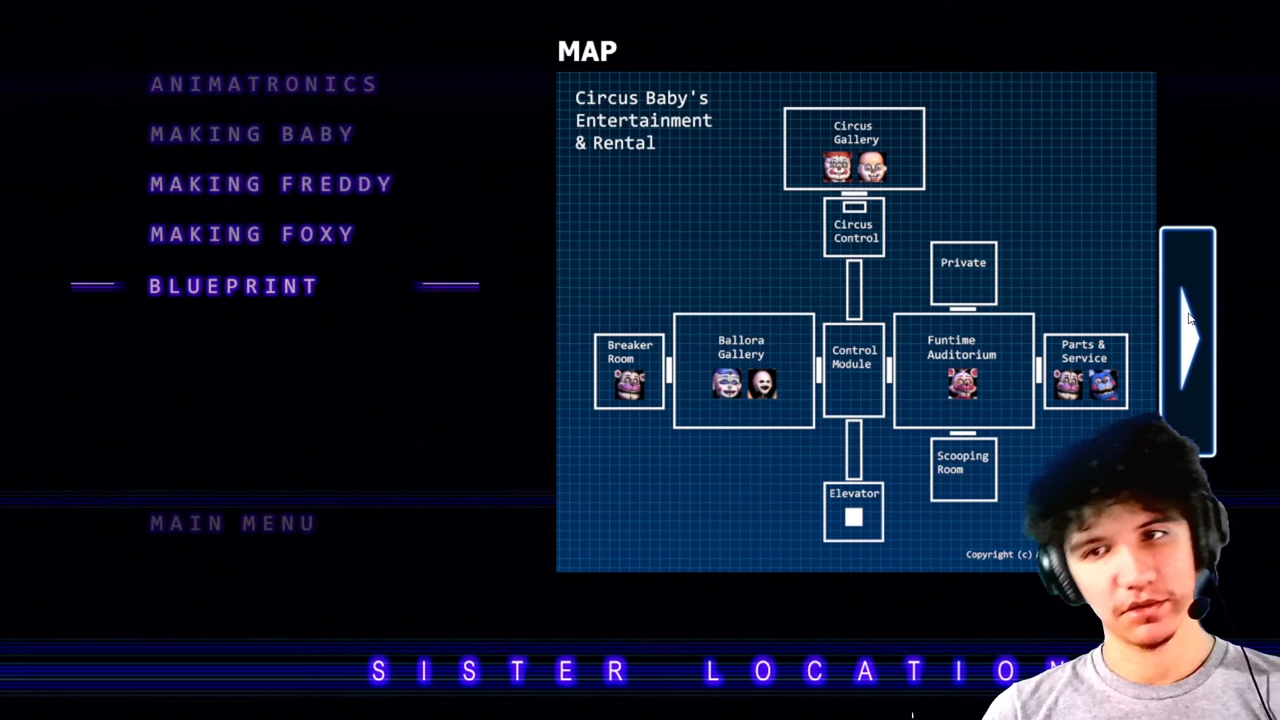 MAP
ANIMATRONICS
MAKING BABY
MAKING FREDDY
MAKING FOXY
BLUEPRINT
MAIN MENU
Circus Baby's
Entertainment
& Rental
Circus
Gallery
Circus
Control
Private
Breaker
Room
Ballora
Gallery
Control
Module
Funtime
Auditorium
Parts &
Service
Scooping
Room
Elevator
Copyright (c)
SISTER LOCATION